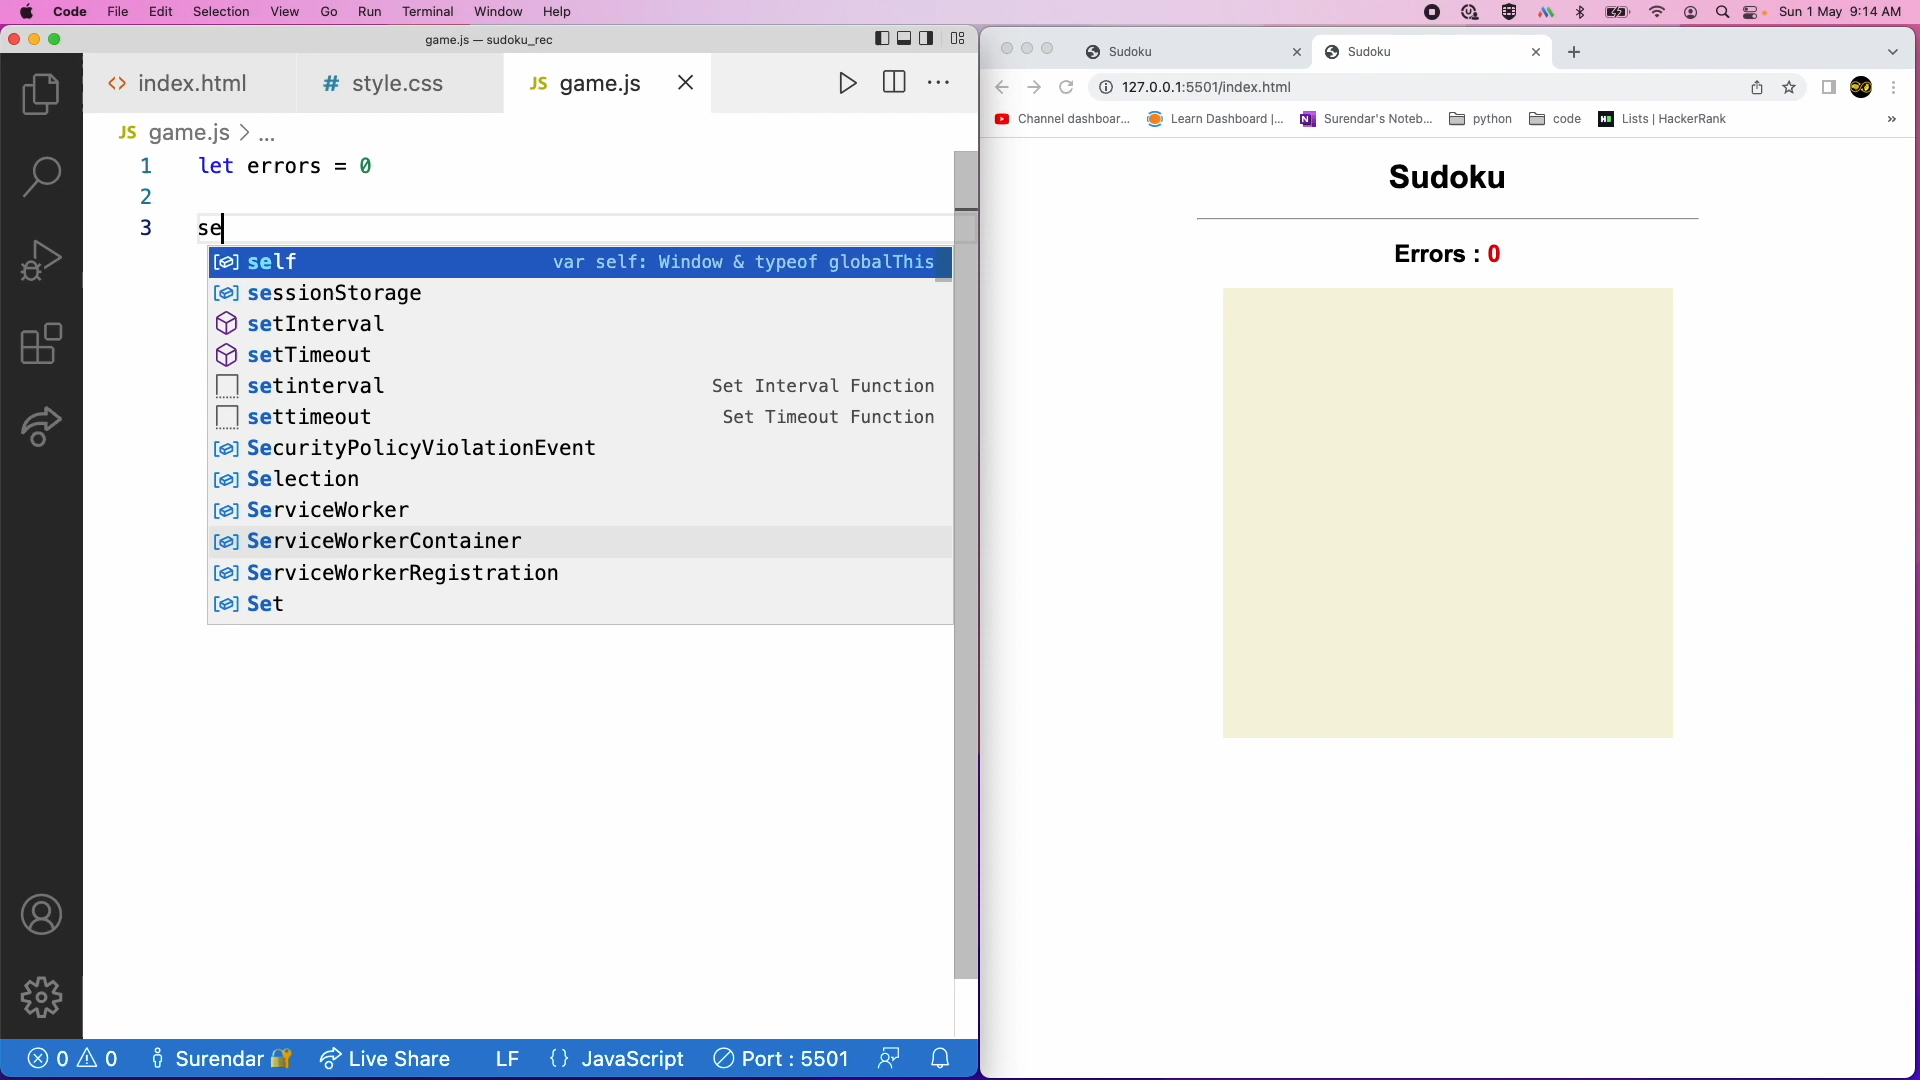 Code File Edit Selection View Go Run Terminal Window Help
Sun 1 May 9:14 AM
game.js — sudoku_rec
index.html
# style.css
JS game.js
JS game.js > ...
1 let errors = 0
2
3 se
self var self: Window & typeof globalThis
sessionStorage
setInterval
setTimeout
setinterval Set Interval Function
settimeout Set Timeout Function
SecurityPolicyViolationEvent
Selection
ServiceWorker
ServiceWorkerContainer
ServiceWorkerRegistration
Set
0 0 Surendar Live Share LF {} JavaScript Port : 5501
Sudoku
Sudoku
127.0.0.1:5501/index.html
Channel dashboar... Learn Dashboard |... Surendar's Noteb... python code Lists | HackerRank »
Sudoku
Errors : 0